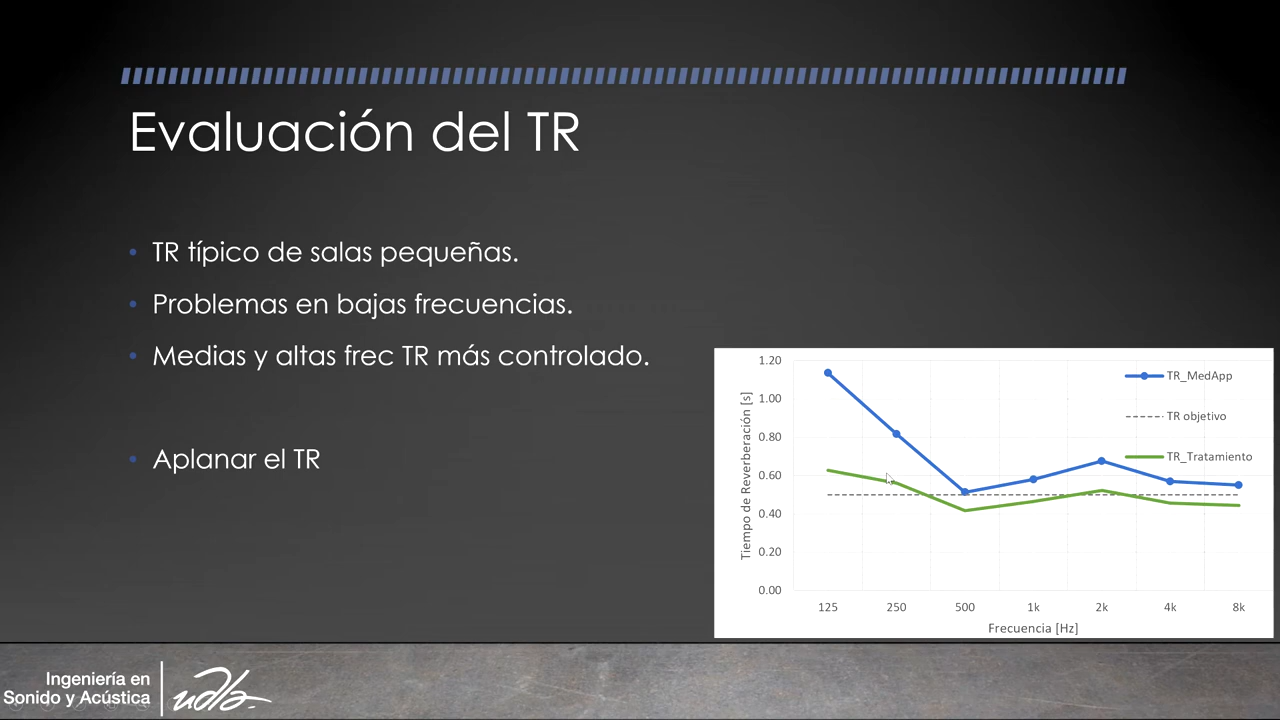 Evaluación del TR
• TR típico de salas pequeñas.
• Problemas en bajas frecuencias.
• Medias y altas frec TR más controlado.
• Aplanar el TR
Tiempo de Reverberación [s]
1.20
1.00
0.80
0.60
0.40
0.20
0.00
TR_MedApp
TR objetivo
TR_Tratamiento
125 250 500 1k 2k 4k 8k
Frecuencia [Hz]
Ingeniería en
Sonido y Acústica
udla